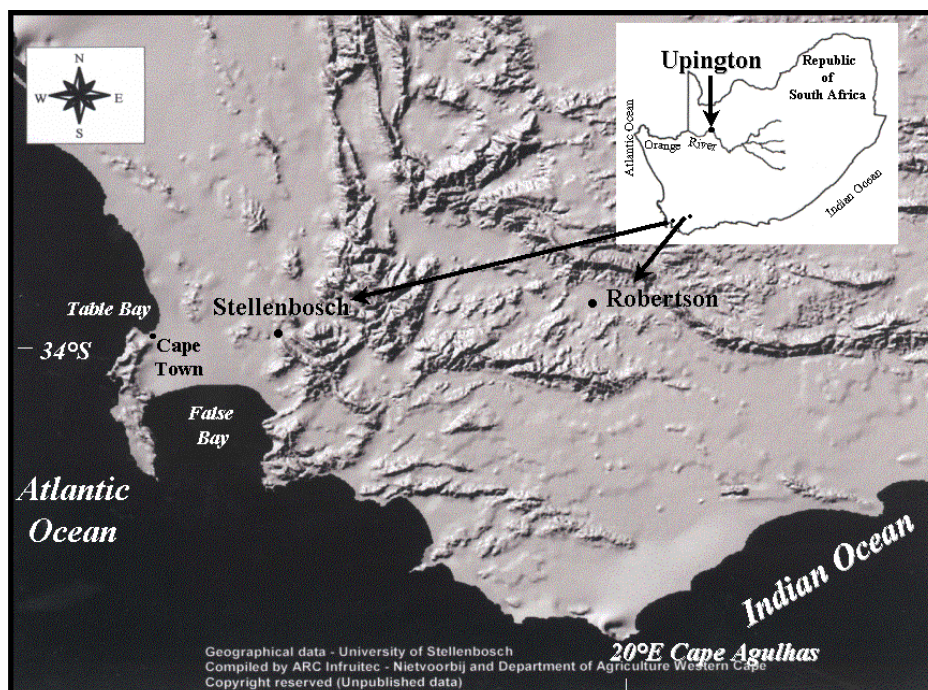 N
W E
S
Upington
Republic
of
South Africa
Atlantic Ocean
Orange River
Indian Ocean
Table Bay
Stellenbosch
Robertson
34°S
Cape
Town
False
Bay
Atlantic
Ocean
Indian Ocean
20°E Cape Agulhas
Geographical data - University of Stellenbosch
Compiled by ARC Infruitec - Nietvoorbij and Department of Agriculture Western Cape
Copyright reserved (Unpublished data)